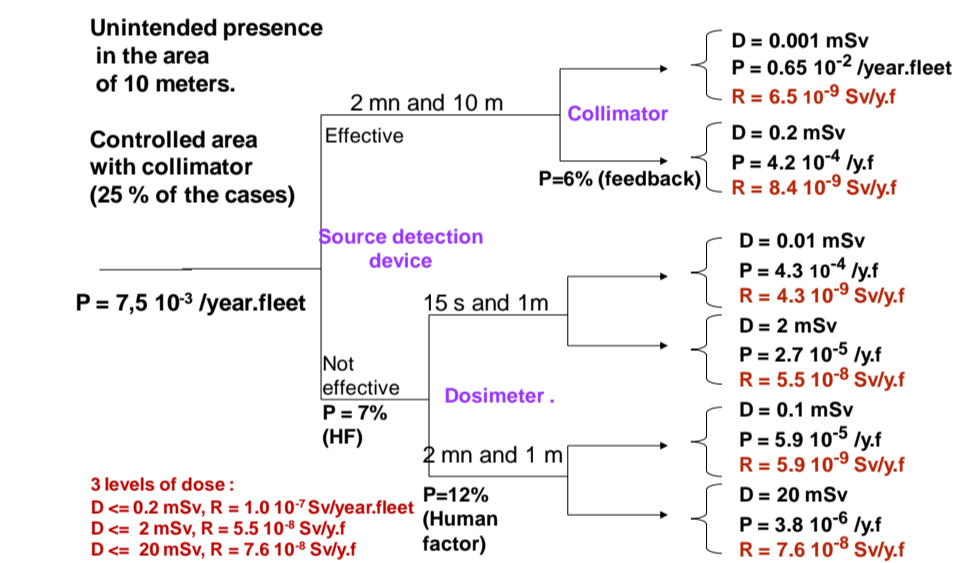 Unintended presence
in the area
of 10 meters.
Controlled area
with collimator
(25 % of the cases)
P = 7,5 10-3 /year.fleet
2 mn and 10 m
Effective
Source detection
device
Not
effective
P = 7%
(HF)
Collimator
P=6% (feedback)
15 s and 1m
Dosimeter .
2 mn and 1 m
P=12%
(Human
factor)
D = 0.001 mSv
P = 0.65 10-2 /year.fleet
R = 6.5 10-9 Sv/y.f
D = 0.2 mSv
P = 4.2 10-4 /y.f
R = 8.4 10-9 Sv/y.f
D = 0.01 mSv
P = 4.3 10-4 /y.f
R = 4.3 10-9 Sv/y.f
D = 2 mSv
P = 2.7 10-5 /y.f
R = 5.5 10-8 Sv/y.f
D = 0.1 mSv
P = 5.9 10-5 /y.f
R = 5.9 10-9 Sv/y.f
D = 20 mSv
P = 3.8 10-6 /y.f
R = 7.6 10-8 Sv/y.f
3 levels of dose :
D <= 0.2 mSv, R = 1.0 10-7 Sv/year.fleet
D <= 2 mSv, R = 5.5 10-8 Sv/y.f
D <= 20 mSv, R = 7.6 10-8 Sv/y.f